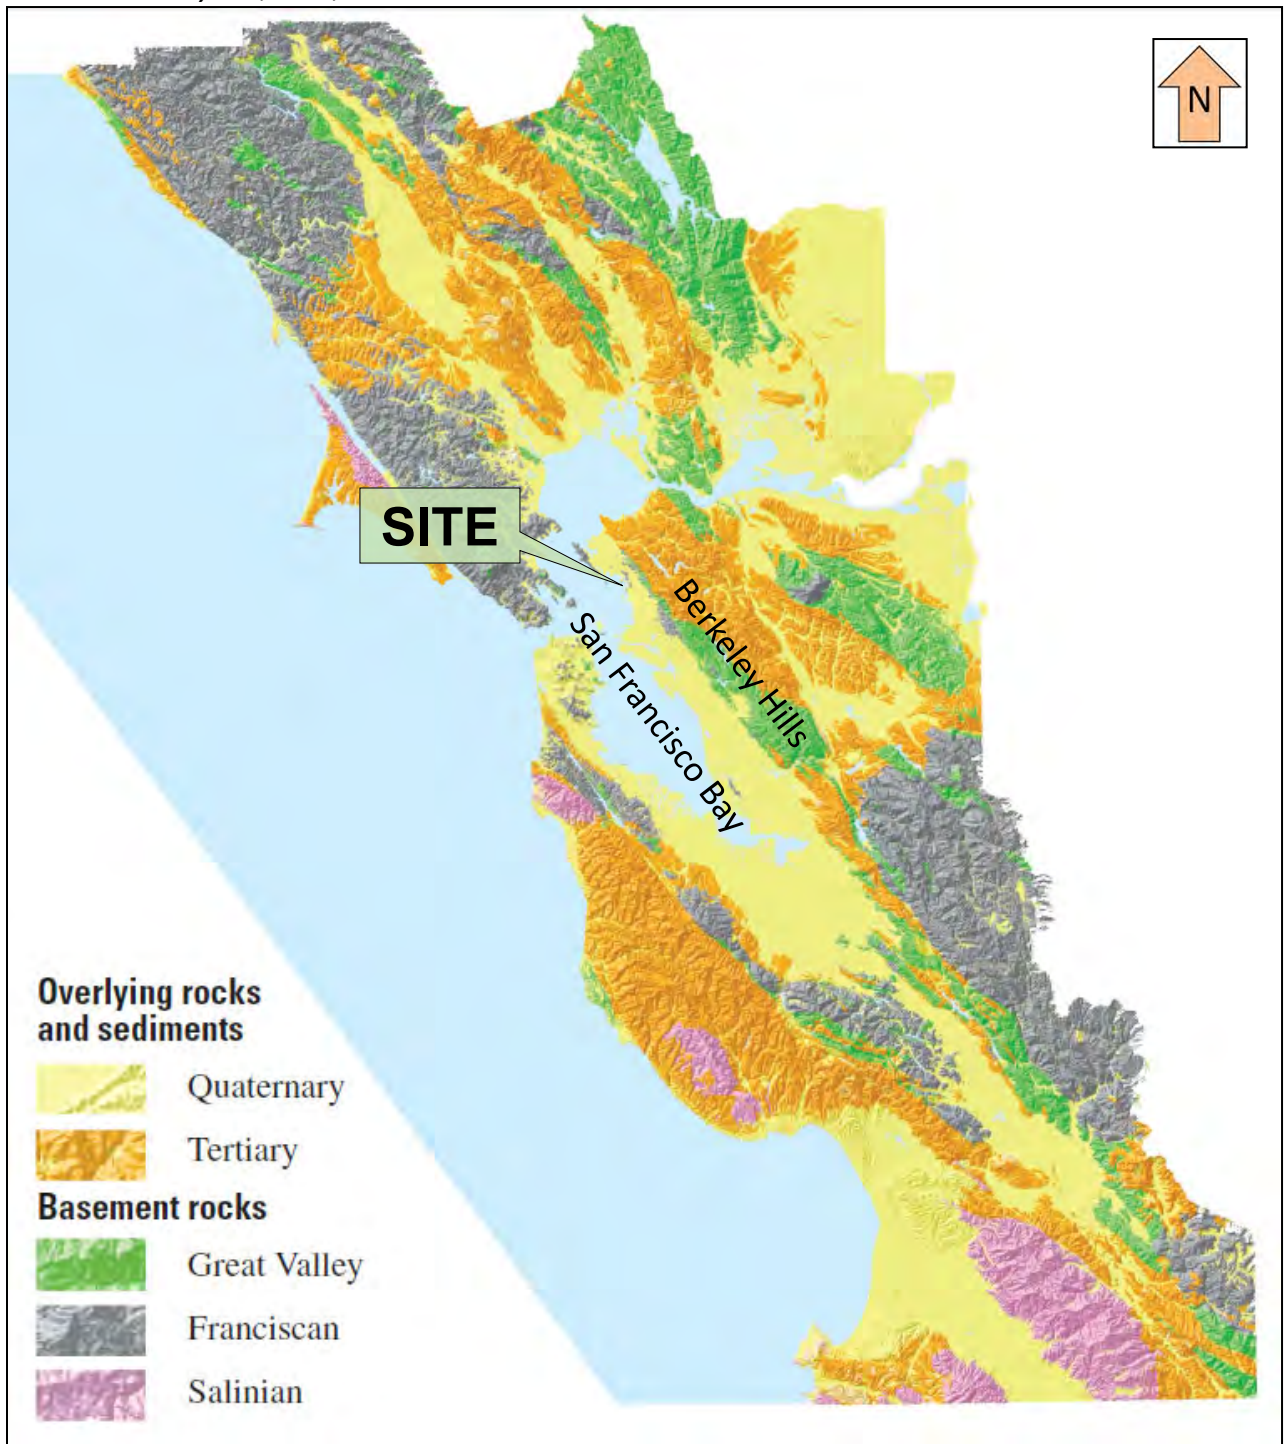 N
SITE
Berkeley Hills
San Francisco Bay
Overlying rocks
and sediments
Quaternary
Tertiary
Basement rocks
Great Valley
Franciscan
Salinian